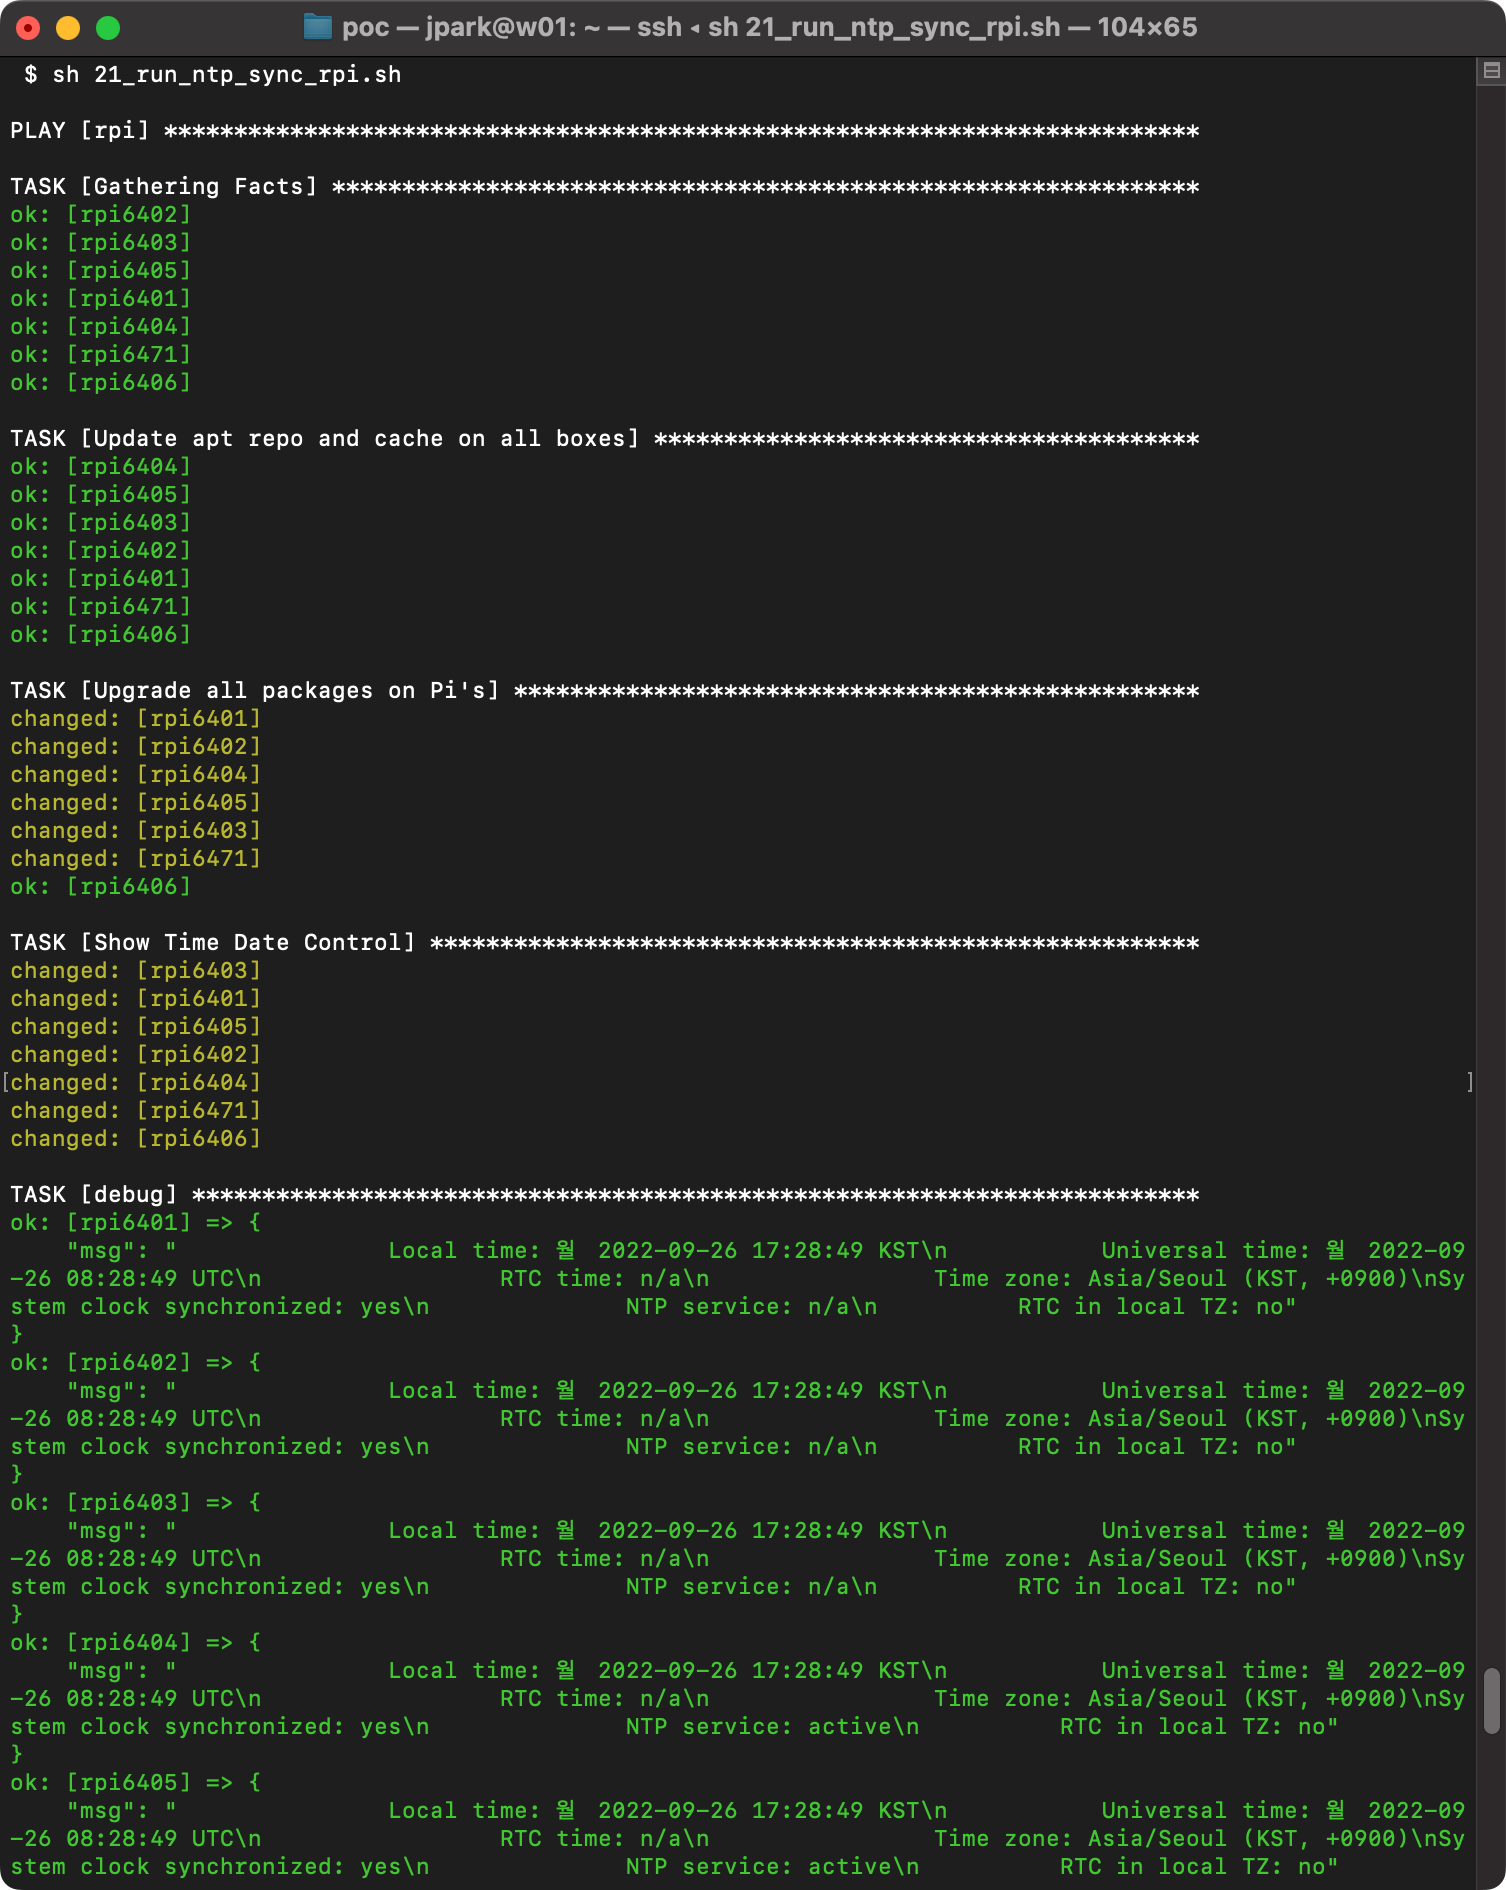 poc — jpark@w01: ~ — ssh ◂ sh 21_run_ntp_sync_rpi.sh — 104×65
$ sh 21_run_ntp_sync_rpi.sh
PLAY [rpi] **************************************************************************
TASK [Gathering Facts] **************************************************************
ok: [rpi6402]
ok: [rpi6403]
ok: [rpi6405]
ok: [rpi6401]
ok: [rpi6404]
ok: [rpi6471]
ok: [rpi6406]
TASK [Update apt repo and cache on all boxes] ***************************************
ok: [rpi6404]
ok: [rpi6405]
ok: [rpi6403]
ok: [rpi6402]
ok: [rpi6401]
ok: [rpi6471]
ok: [rpi6406]
TASK [Upgrade all packages on Pi's] *************************************************
changed: [rpi6401]
changed: [rpi6402]
changed: [rpi6404]
changed: [rpi6405]
changed: [rpi6403]
changed: [rpi6471]
ok: [rpi6406]
TASK [Show Time Date Control] *******************************************************
changed: [rpi6403]
changed: [rpi6401]
changed: [rpi6405]
changed: [rpi6402]
[changed: [rpi6404] ]
changed: [rpi6471]
changed: [rpi6406]
TASK [debug] ************************************************************************
ok: [rpi6401] => {
    "msg": "               Local time: 월  2022-09-26 17:28:49 KST\n           Universal time: 월  2022-09
-26 08:28:49 UTC\n                 RTC time: n/a\n                Time zone: Asia/Seoul (KST, +0900)\nSy
stem clock synchronized: yes\n              NTP service: n/a\n          RTC in local TZ: no"
}
ok: [rpi6402] => {
    "msg": "               Local time: 월  2022-09-26 17:28:49 KST\n           Universal time: 월  2022-09
-26 08:28:49 UTC\n                 RTC time: n/a\n                Time zone: Asia/Seoul (KST, +0900)\nSy
stem clock synchronized: yes\n              NTP service: n/a\n          RTC in local TZ: no"
}
ok: [rpi6403] => {
    "msg": "               Local time: 월  2022-09-26 17:28:49 KST\n           Universal time: 월  2022-09
-26 08:28:49 UTC\n                 RTC time: n/a\n                Time zone: Asia/Seoul (KST, +0900)\nSy
stem clock synchronized: yes\n              NTP service: n/a\n          RTC in local TZ: no"
}
ok: [rpi6404] => {
    "msg": "               Local time: 월  2022-09-26 17:28:49 KST\n           Universal time: 월  2022-09
-26 08:28:49 UTC\n                 RTC time: n/a\n                Time zone: Asia/Seoul (KST, +0900)\nSy
stem clock synchronized: yes\n              NTP service: active\n          RTC in local TZ: no"
}
ok: [rpi6405] => {
    "msg": "               Local time: 월  2022-09-26 17:28:49 KST\n           Universal time: 월  2022-09
-26 08:28:49 UTC\n                 RTC time: n/a\n                Time zone: Asia/Seoul (KST, +0900)\nSy
stem clock synchronized: yes\n              NTP service: active\n          RTC in local TZ: no"